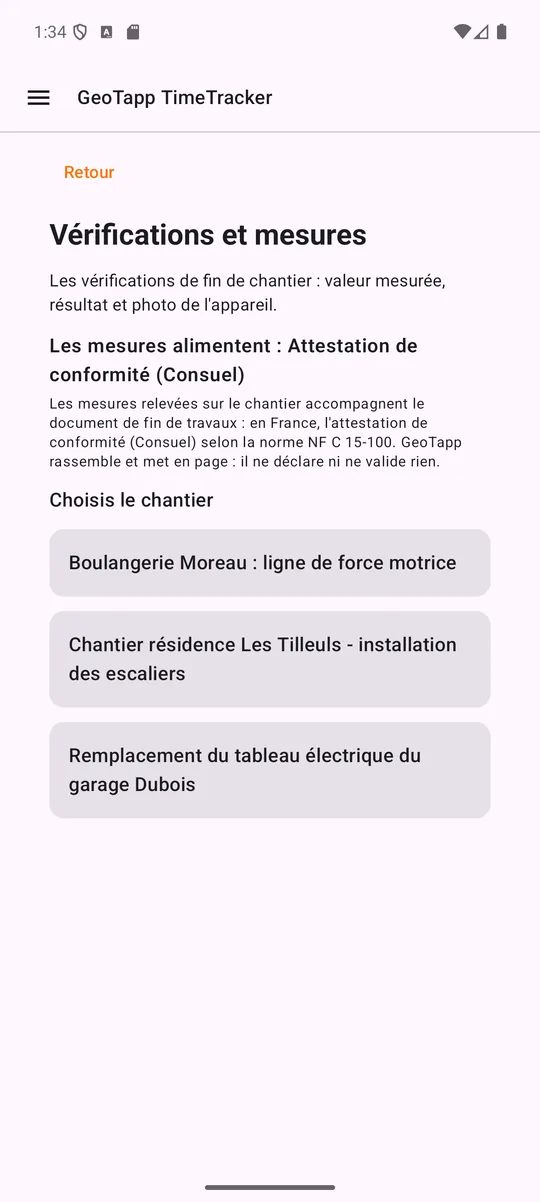 1:34
GeoTapp TimeTracker
Retour
Vérifications et mesures
Les vérifications de fin de chantier : valeur mesurée,
résultat et photo de l'appareil.
Les mesures alimentent : Attestation de
conformité (Consuel)
Les mesures relevées sur le chantier accompagnent le
document de fin de travaux : en France, l'attestation de
conformité (Consuel) selon la norme NF C 15-100. GeoTapp
rassemble et met en page : il ne déclare ni ne valide rien.
Choisis le chantier
Boulangerie Moreau : ligne de force motrice
Chantier résidence Les Tilleuls - installation
des escaliers
Remplacement du tableau électrique du
garage Dubois